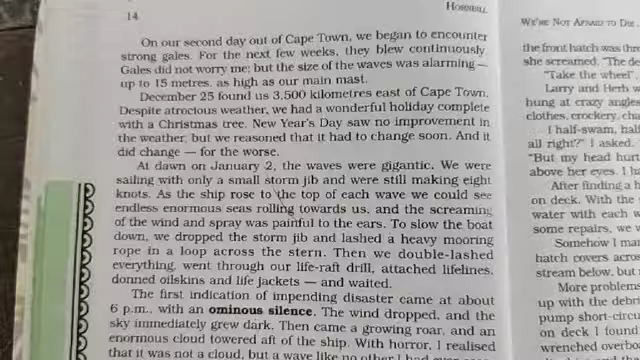 14
HORNBILL
On our second day out of Cape Town, we began to encounter
strong gales. For the next few weeks, they blew continuously.
Gales did not worry me; but the size of the waves was alarming —
up to 15 metres, as high as our main mast.
December 25 found us 3,500 kilometres east of Cape Town.
Despite atrocious weather, we had a wonderful holiday complete
with a Christmas tree. New Year's Day saw no improvement in
the weather, but we reasoned that it had to change soon. And it
did change — for the worse.
At dawn on January 2, the waves were gigantic. We were
sailing with only a small storm jib and were still making eight
knots. As the ship rose to the top of each wave we could see
endless enormous seas rolling towards us, and the screaming
of the wind and spray was painful to the ears. To slow the boat
down, we dropped the storm jib and lashed a heavy mooring
rope in a loop across the stern. Then we double-lashed
everything, went through our life-raft drill, attached lifelines,
donned oilskins and life jackets — and waited.
The first indication of impending disaster came at about
6 p.m., with an ominous silence. The wind dropped, and the
sky immediately grew dark. Then came a growing roar, and an
enormous cloud towered aft of the ship. With horror, I realised
that it was not a cloud, but a wave like no other I had
WE'RE NOT AFRAID TO DIE
the front hatch was
she screamed. "The
"Take the wheel"
Larry and Herb
hung at crazy angles
clothes, crockery,
I half-swam,
all right?" I asked.
"But my head hurt
above her eyes. I
After finding a
on deck. With the
water with each
some repairs, we
Somehow I
hatch covers
stream below, but
More problems
up with the
pump
on deck I found
wrenched